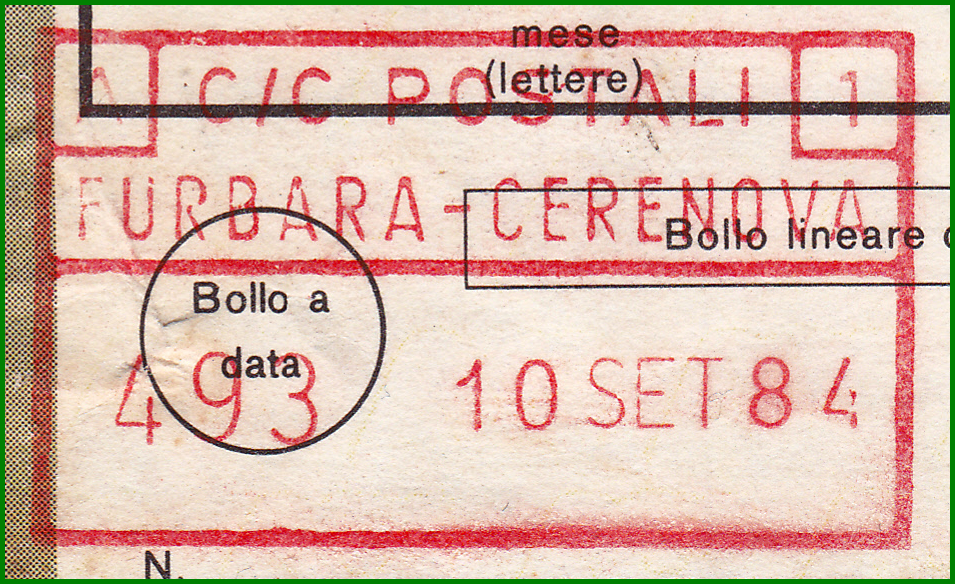 mese
(lettere)
A C/C POSTALI 1
FURBARA-CERENOVA
Bollo lineare
Bollo a
data
493 10 SET 84
N.